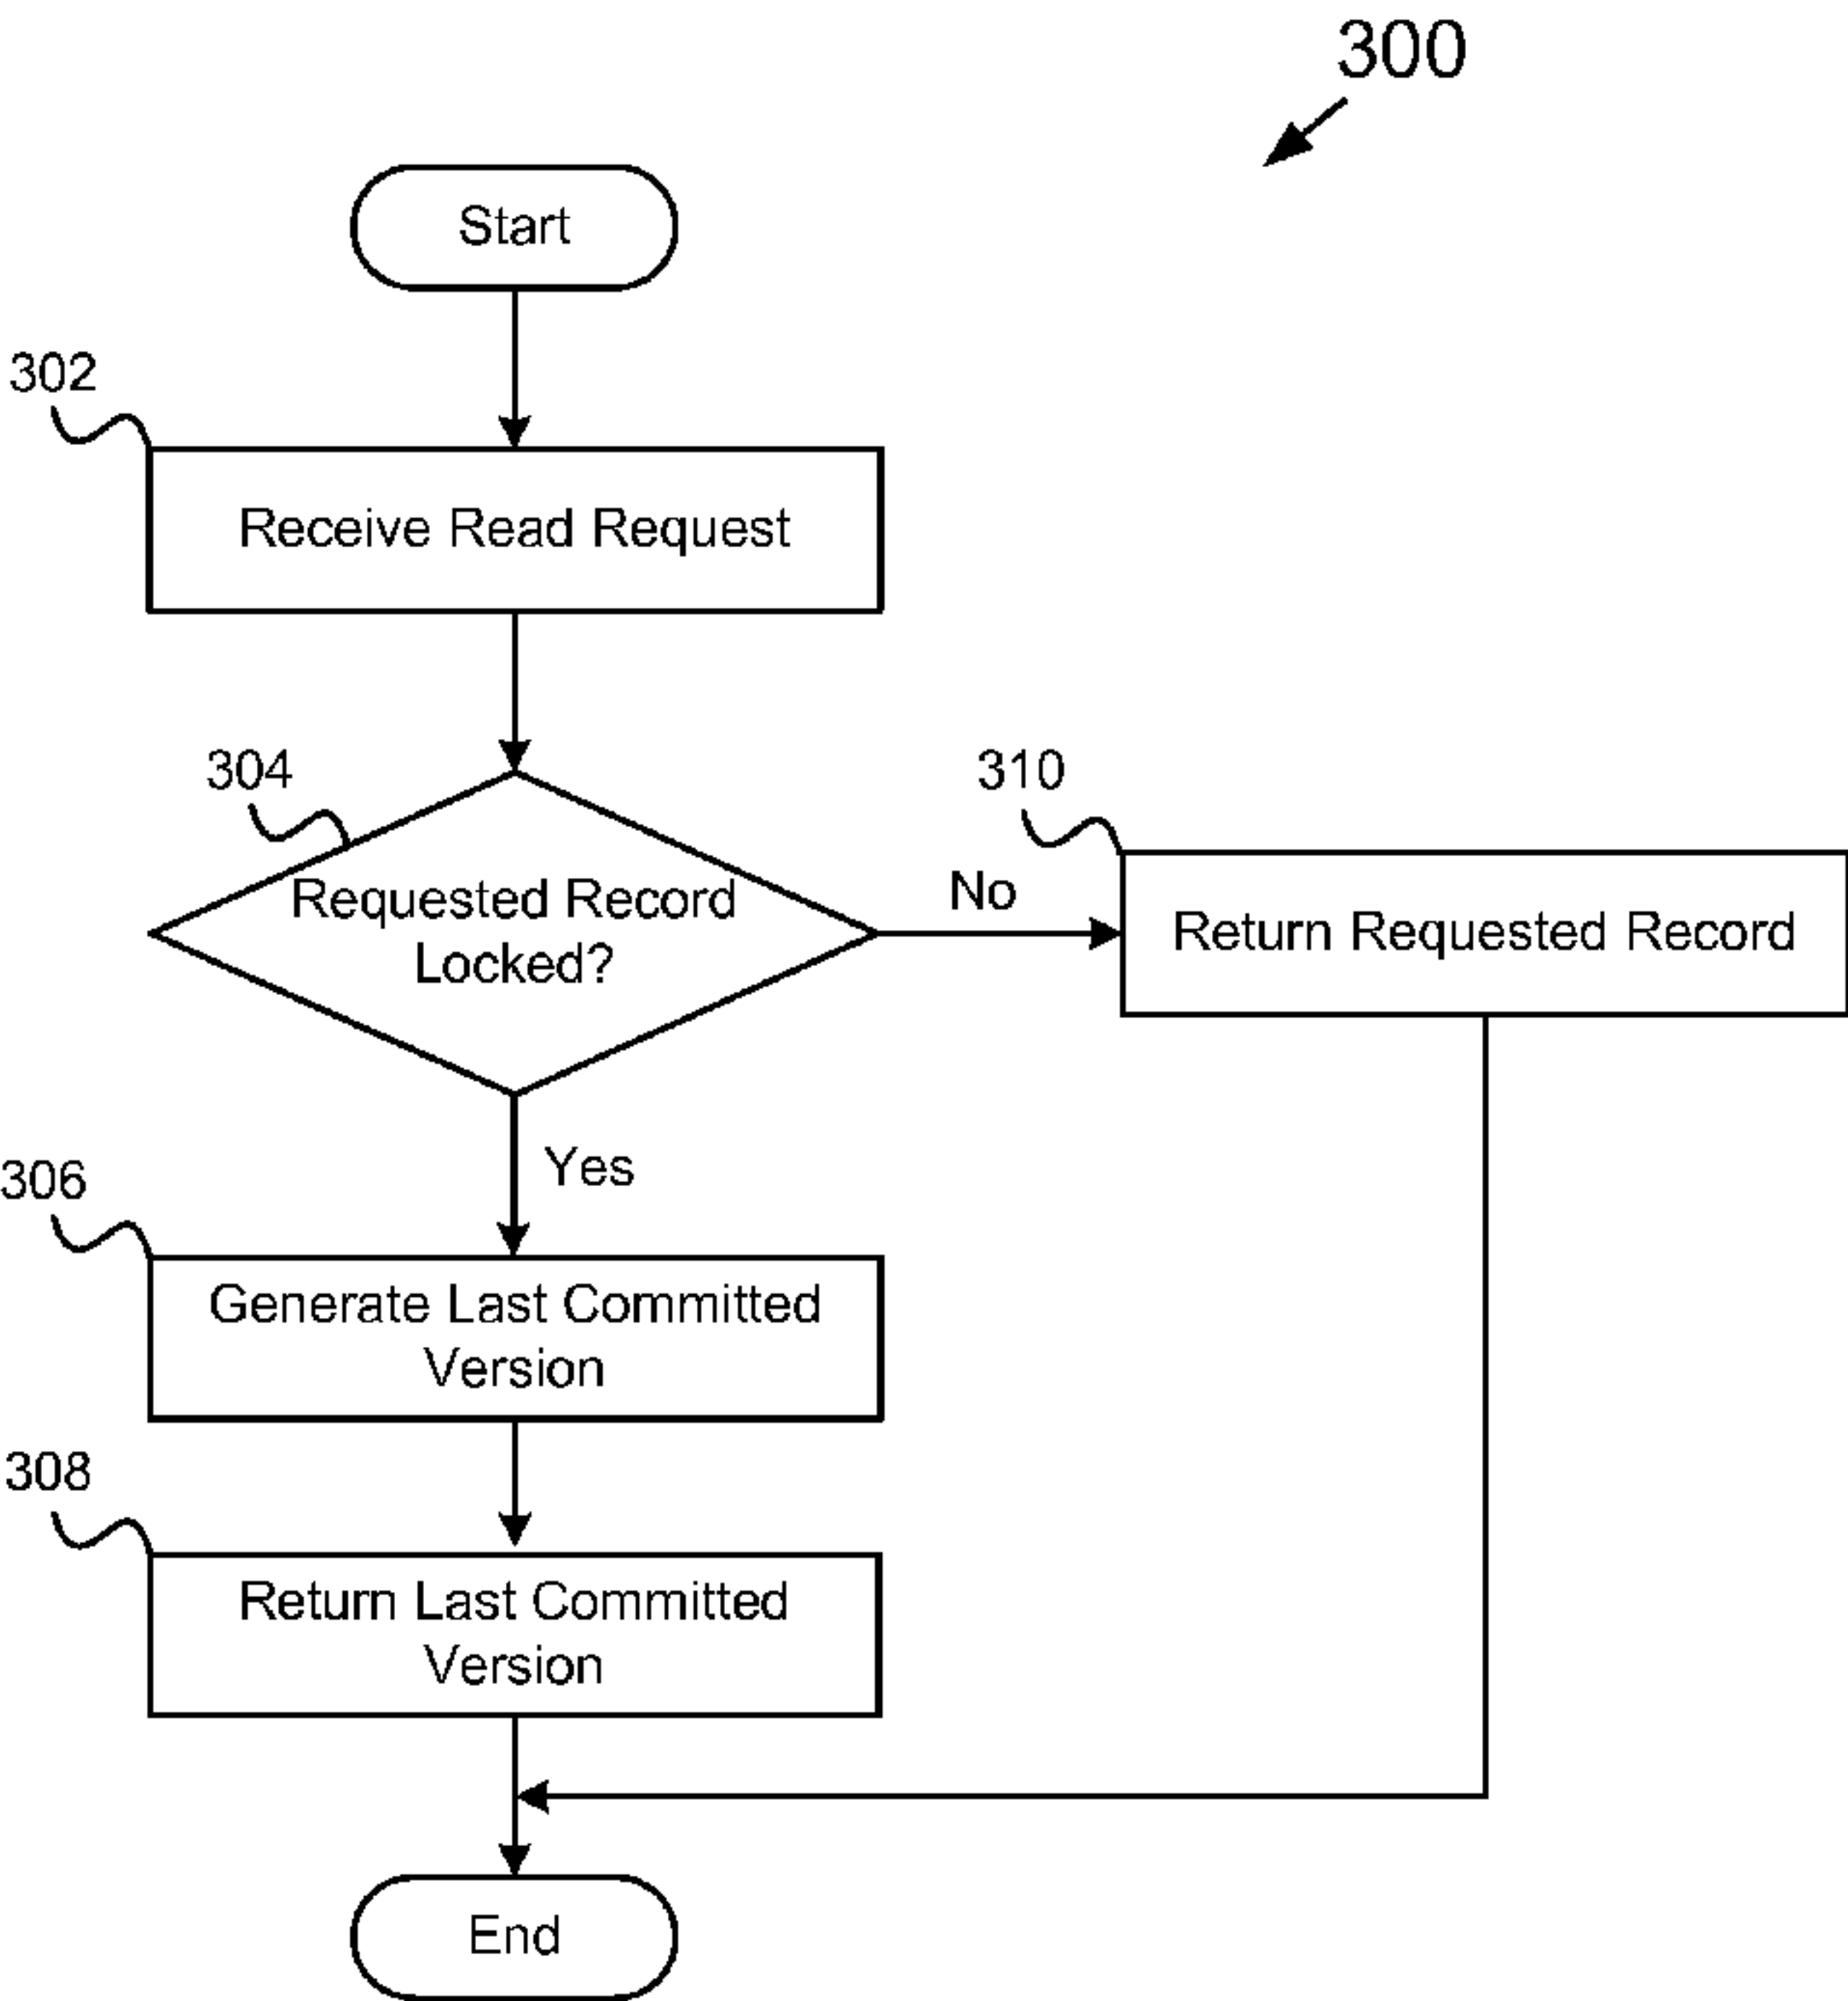 300
Start
302
Receive Read Request
304
Requested Record
Locked?
No
310
Return Requested Record
Yes
306
Generate Last Committed
Version
308
Return Last Committed
Version
End